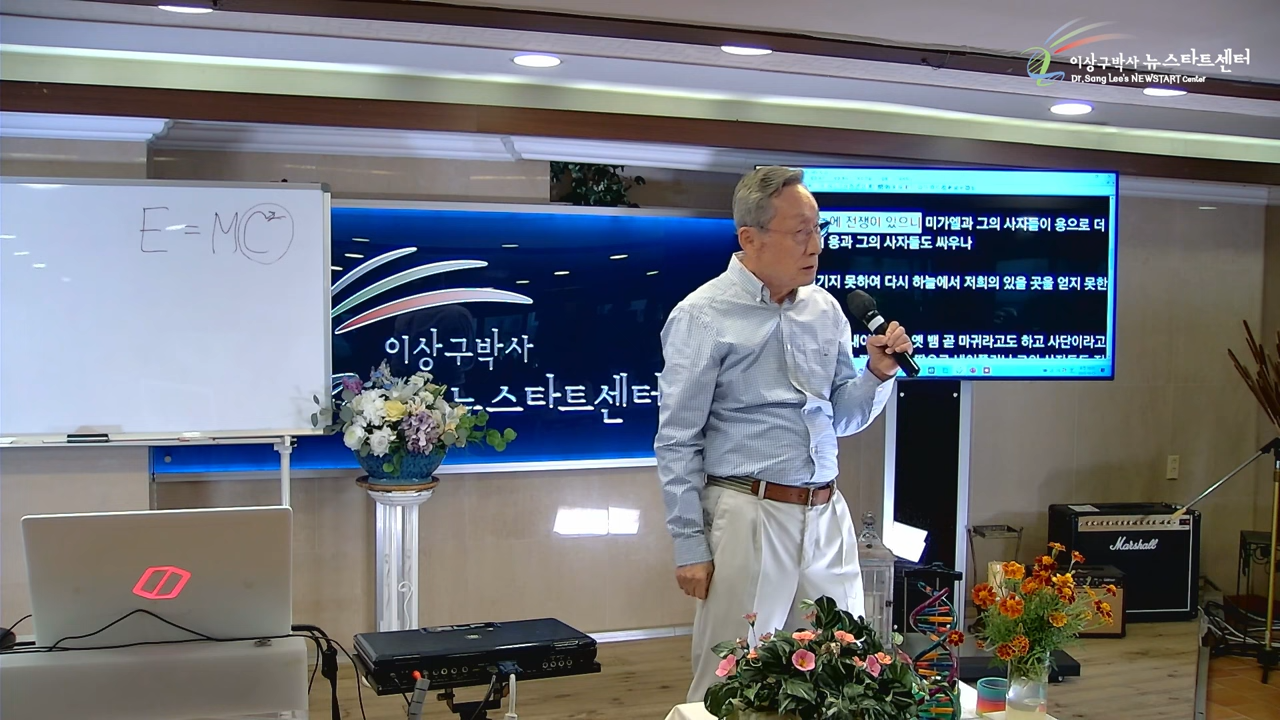 이상구박사 뉴스타트센터
Dr. Sang Lee's NEWSTART Center
E = MC²
이상구박사
뉴스타트센터
에 전쟁이 있으니 미가엘과 그의 사자들이 용으로 더
용과 그의 사자들도 싸우나
기지 못하여 다시 하늘에서 저희의 있을 곳을 얻지 못한
옛 뱀 곧 마귀라고도 하고 사단이라고
Marshall